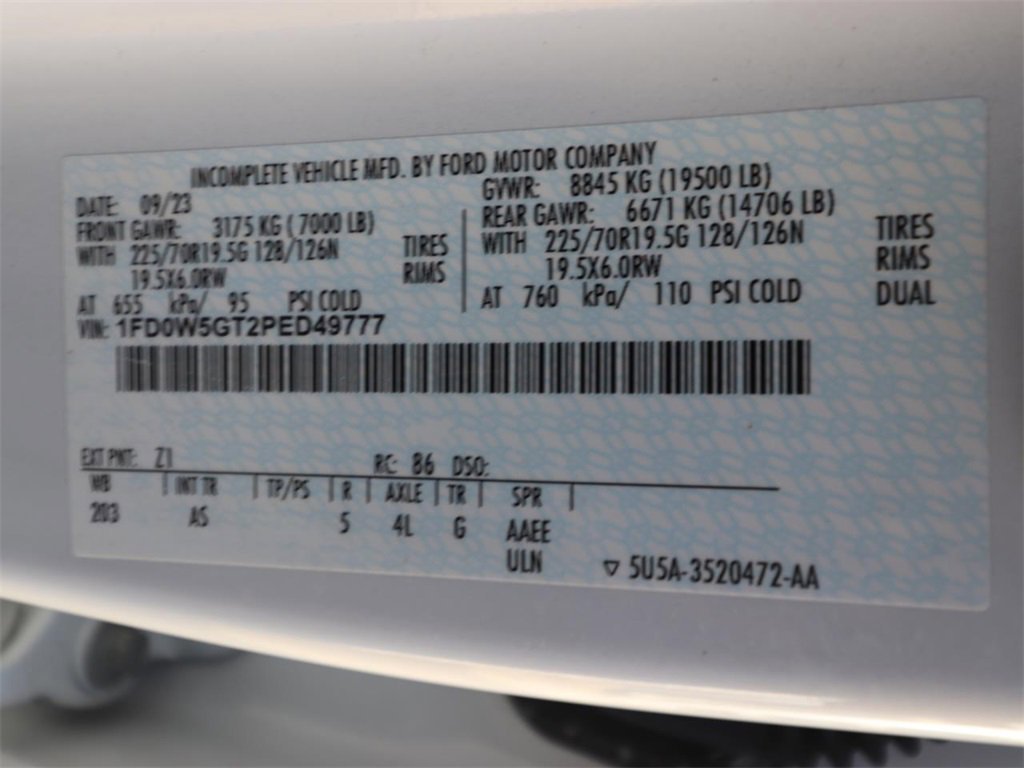 INCOMPLETE VEHICLE MFD. BY FORD MOTOR COMPANY
DATE: 09/23 GVWR: 8845 KG (19500 LB)
FRONT GAWR: 3175 KG (7000 LB) REAR GAWR: 6671 KG (14706 LB)
WITH 225/70R19.5G 128/126N TIRES WITH 225/70R19.5G 128/126N TIRES
19.5X6.0RW RIMS 19.5X6.0RW RIMS
AT 655 kPa/ 95 PSI COLD AT 760 kPa/ 110 PSI COLD DUAL
VIN: 1FD0W5GT2PED49777
EXT PNT: Z1 RC: 86 DSO:
WB INT TR TP/PS R AXLE TR SPR
203 AS 5 4L G AAEE
ULN ▽ 5U5A-3520472-AA